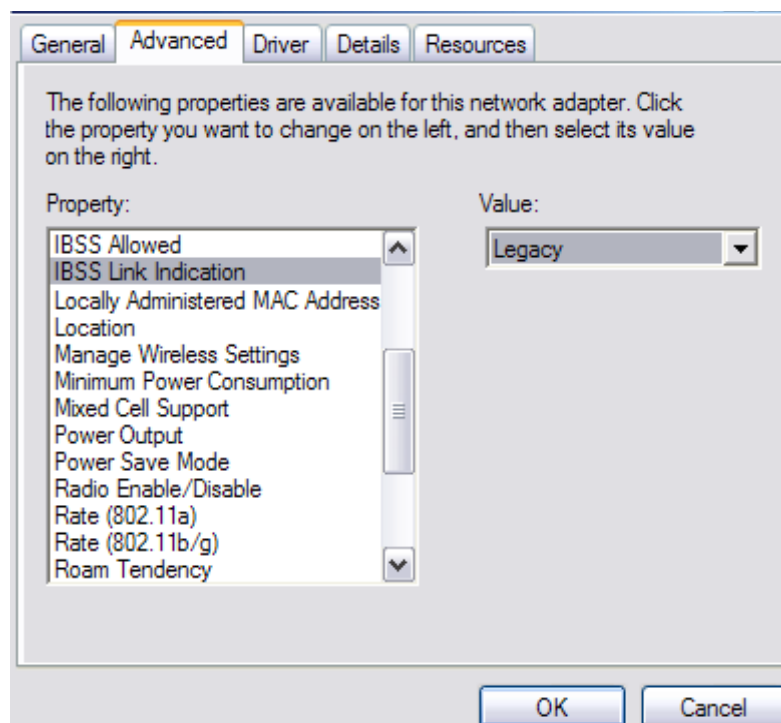 General Advanced Driver Details Resources
The following properties are available for this network adapter. Click
the property you want to change on the left, and then select its value
on the right.
Property:
Value:
IBSS Allowed
IBSS Link Indication
Locally Administered MAC Address
Location
Manage Wireless Settings
Minimum Power Consumption
Mixed Cell Support
Power Output
Power Save Mode
Radio Enable/Disable
Rate (802.11a)
Rate (802.11b/g)
Roam Tendency
Legacy
OK Cancel